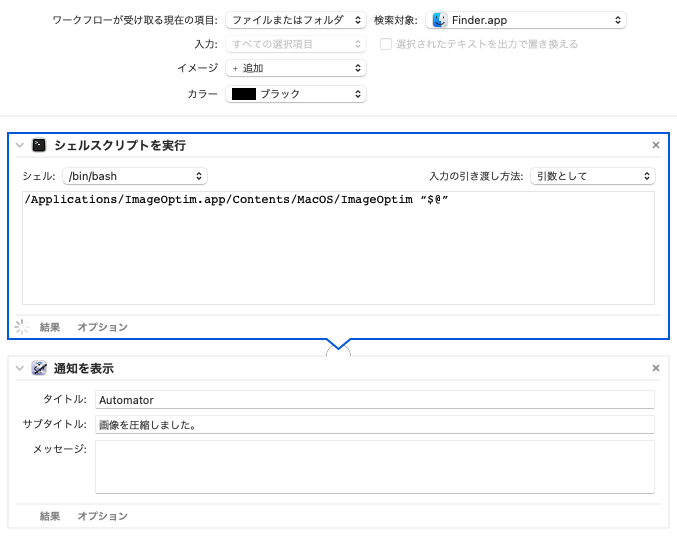 ワークフローが受け取る現在の項目: ファイルまたはフォルダ 検索対象: Finder.app
入力: すべての選択項目 選択されたテキストを出力で置き換える
イメージ + 追加
カラー ブラック
シェルスクリプトを実行
シェル: /bin/bash 入力の引き渡し方法: 引数として
/Applications/ImageOptim.app/Contents/MacOS/ImageOptim “$@”
結果 オプション
通知を表示
タイトル: Automator
サブタイトル: 画像を圧縮しました。
メッセージ:
結果 オプション